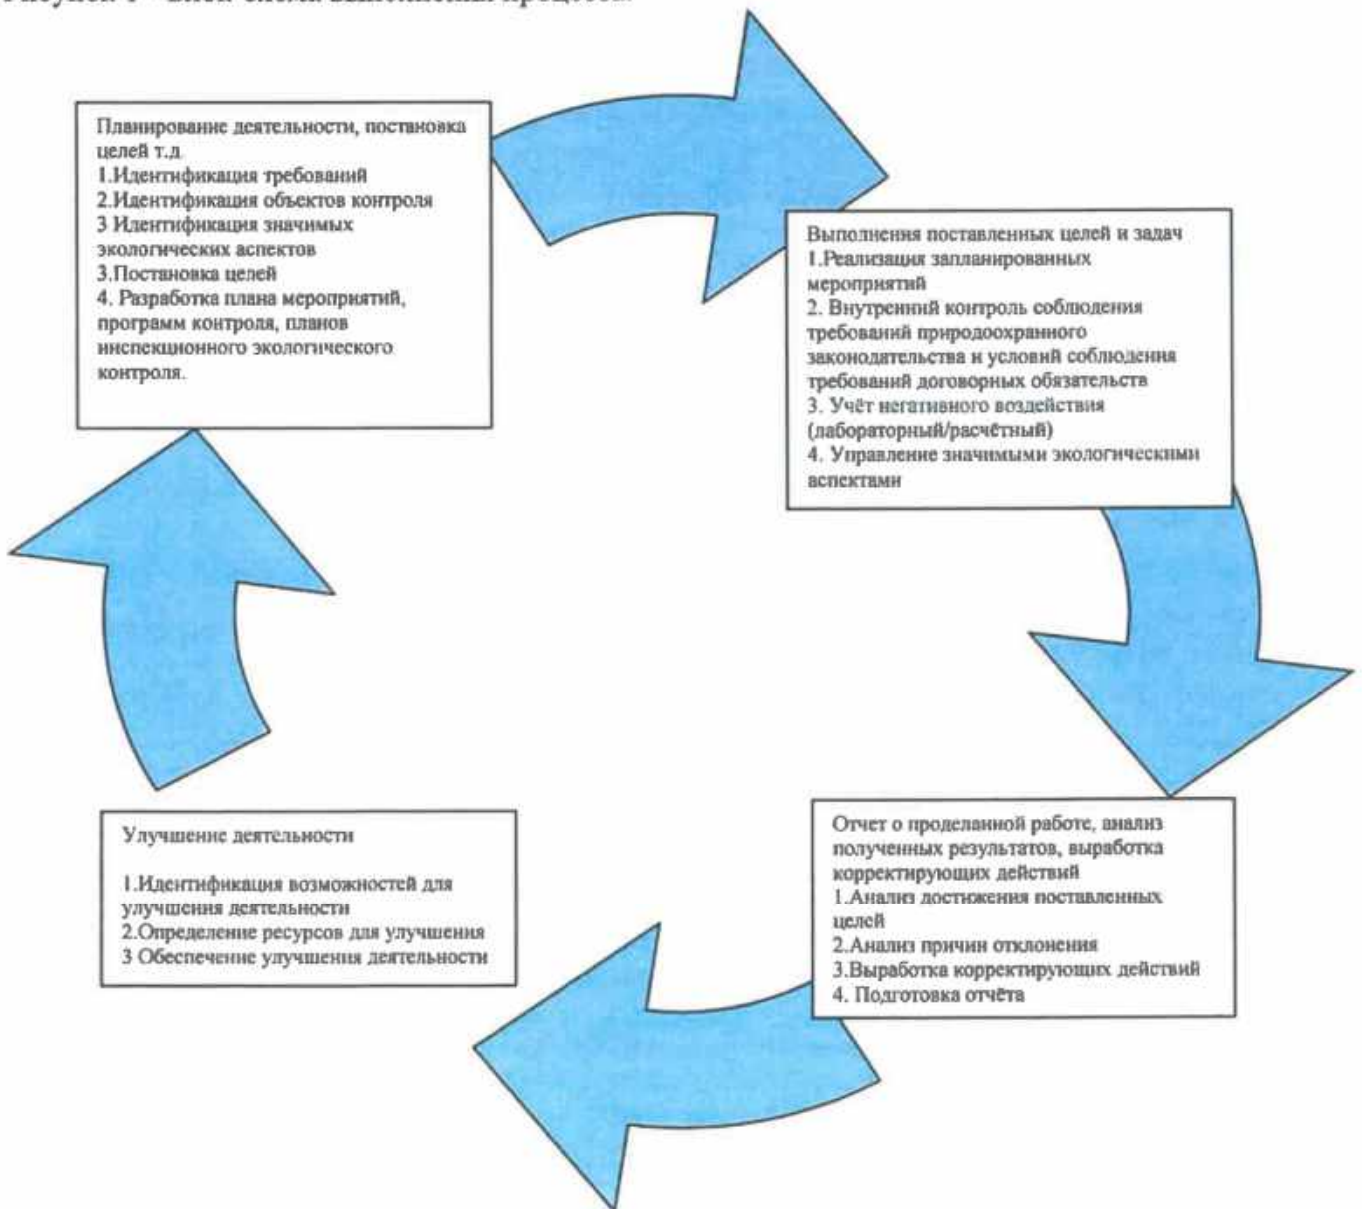 Планирование деятельности, постановка
целей т.д.
1.Идентификация требований
2.Идентификация объектов контроля
3 Идентификация значимых
экологических аспектов
3.Постановка целей
4. Разработка плана мероприятий,
программ контроля, планов
инспекционного экологического
контроля.
Выполнения поставленных целей и задач
1.Реализация запланированных
мероприятий
2. Внутренний контроль соблюдения
требований природоохранного
законодательства и условий соблюдения
требований договорных обязательств
3. Учёт негативного воздействия
(лабораторный/расчётный)
4. Управление значимыми экологическими
аспектами
Отчет о проделанной работе, анализ
полученных результатов, выработка
корректирующих действий
1.Анализ достижения поставленных
целей
2.Анализ причин отклонения
3.Выработка корректирующих действий
4. Подготовка отчёта
Улучшение деятельности
1.Идентификация возможностей для
улучшения деятельности
2.Определение ресурсов для улучшения
3 Обеспечение улучшения деятельности